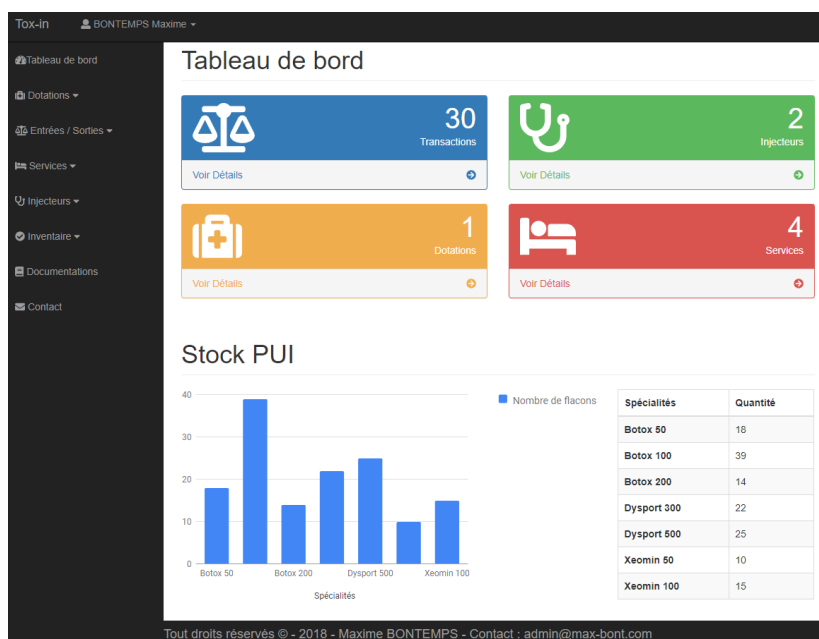 Tox-in BONTEMPS Maxime
Tableau de bord
Dotations
Entrées / Sorties
Services
Injecteurs
Inventaire
Documentations
Contact
Tableau de bord
30
Transactions
Voir Détails
2
Injecteurs
Voir Détails
1
Dotations
Voir Détails
4
Services
Voir Détails
Stock PUI
40
30
20
10
0
Botox 50 Botox 200 Dysport 500 Xeomin 100
Spécialités
Nombre de flacons
Spécialités Quantité
Botox 50 18
Botox 100 39
Botox 200 14
Dysport 300 22
Dysport 500 25
Xeomin 50 10
Xeomin 100 15
Tout droits réservés © - 2018 - Maxime BONTEMPS - Contact : admin@max-bont.com